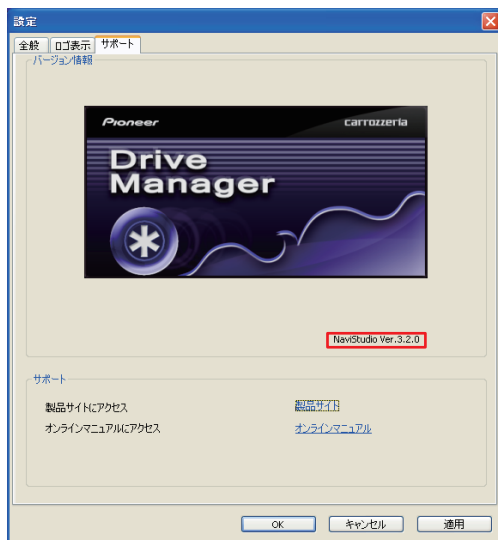 設定
全般 ロゴ表示 サポート
バージョン情報
Pioneer carrozzeria
Drive
Manager
NaviStudio Ver.3.2.0
サポート
製品サイトにアクセス 製品サイト
オンラインマニュアルにアクセス オンラインマニュアル
OK キャンセル 適用